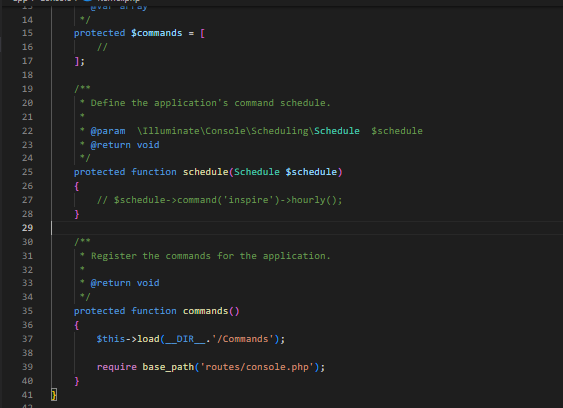 13 * @var array
14 */
15 protected $commands = [
16 //
17 ];
18
19 /**
20 * Define the application's command schedule.
21 *
22 * @param  \Illuminate\Console\Scheduling\Schedule  $schedule
23 * @return void
24 */
25 protected function schedule(Schedule $schedule)
26 {
27 // $schedule->command('inspire')->hourly();
28 }
29
30 /**
31 * Register the commands for the application.
32 *
33 * @return void
34 */
35 protected function commands()
36 {
37 $this->load(__DIR__.'/Commands');
38
39 require base_path('routes/console.php');
40 }
41 }
42